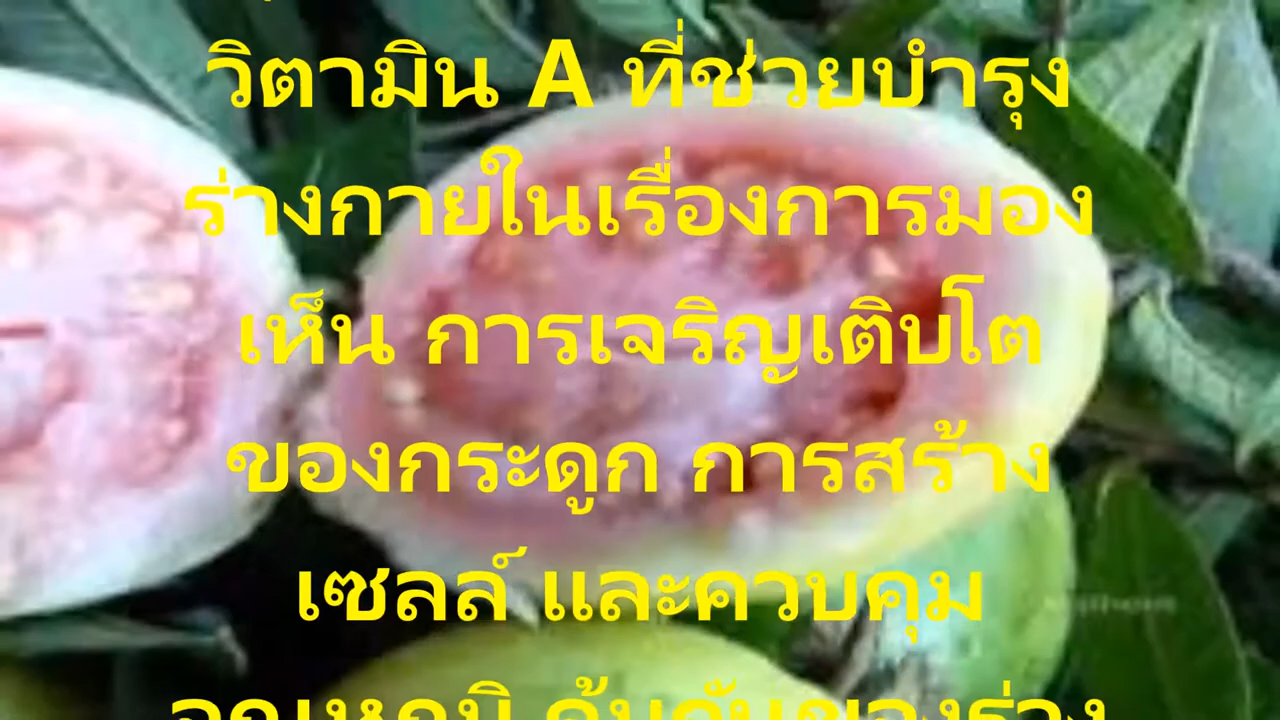 วิตามิน A ที่ช่วยบำรุง
ร่างกายในเรื่องการมอง
เห็น การเจริญเติบโต
ของกระดูก การสร้าง
เซลล์ และควบคุม